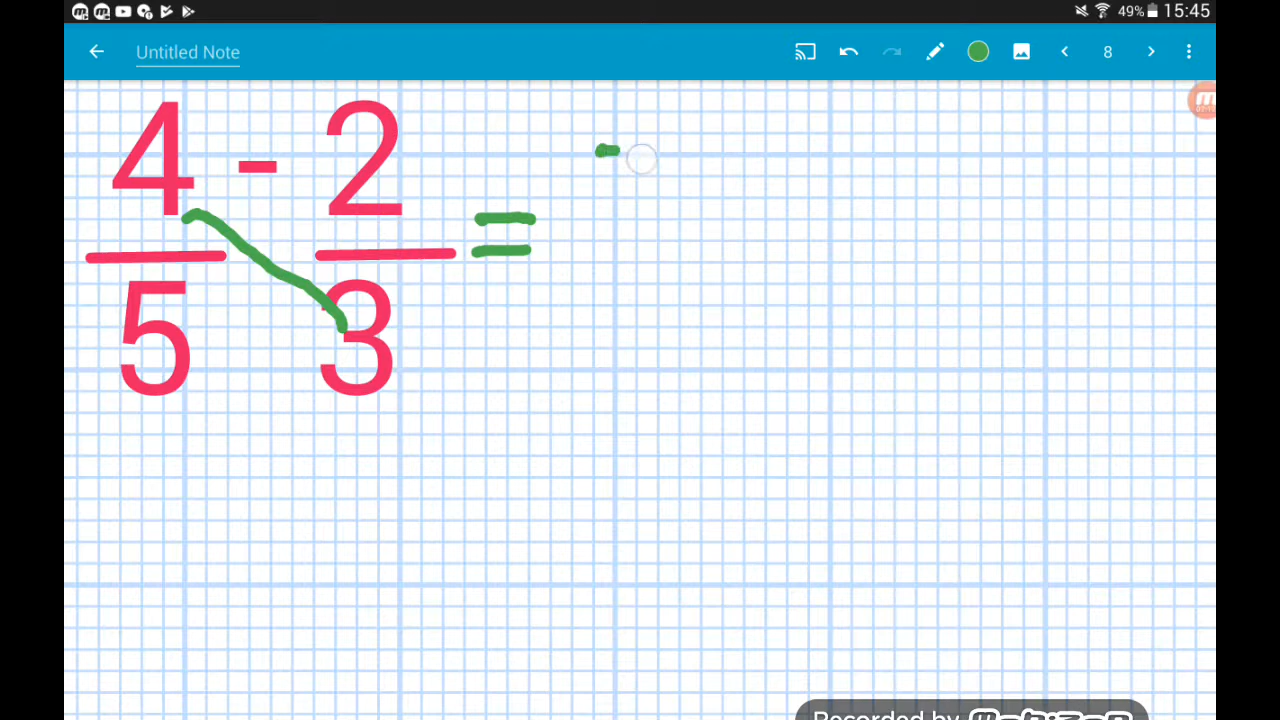 49% 15:45
Untitled Note 8
4 - 2
=
5 3
Recorded by